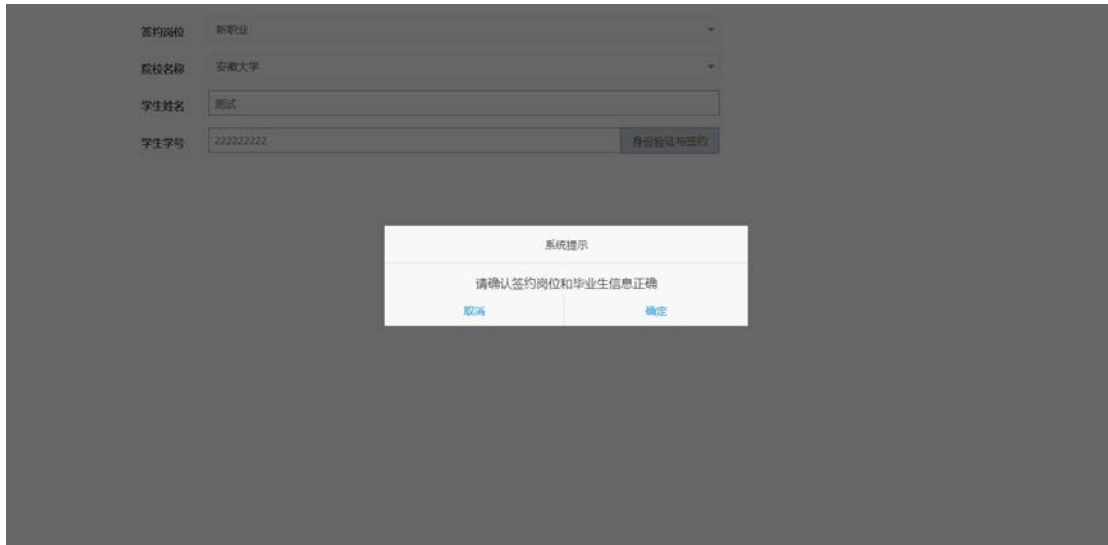 签约岗位 新职业
院校名称 安徽大学
学生姓名 测试
学生学号 222222222 身份验证与签约
系统提示
请确认签约岗位和毕业生信息正确
取消 确定